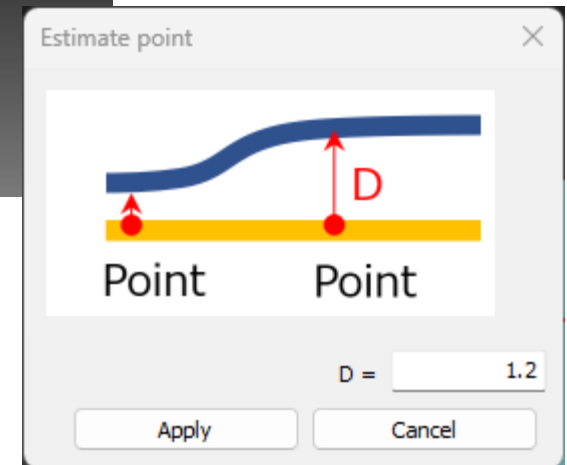 Estimate point
D
Point Point
D = 1.2
Apply Cancel